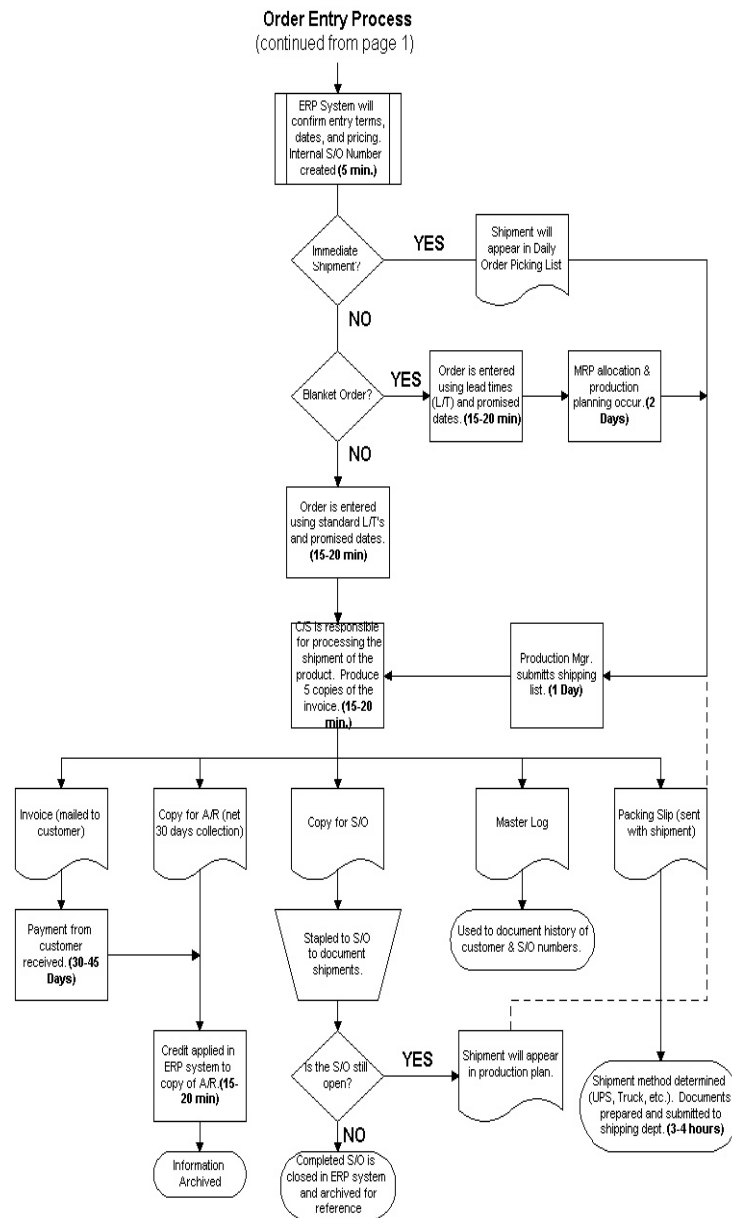 Order Entry Process
(continued from page 1)
ERP System will
confirm entry terms,
dates, and pricing.
Internal S/O Number
created (5 min.)
Immediate
Shipment?
YES
Shipment will
appear in Daily
Order Picking List
NO
Blanket Order?
YES
Order is entered
using lead times
(L/T) and promised
dates. (15-20 min)
MRP allocation &
production
planning occur. (2
Days)
NO
Order is entered
using standard L/T's
and promised dates.
(15-20 min)
C/S is responsible
for processing the
shipment of the
product. Produce
5 copies of the
invoice. (15-20
min.)
Production Mgr.
submitts shipping
list. (1 Day)
Invoice (mailed to
customer)
Copy for A/R (net
30 days collection)
Copy for S/O
Master Log
Packing Slip (sent
with shipment)
Payment from
customer
received. (30-45
Days)
Stapled to S/O
to document
shipments.
Used to document history of
customer & S/O numbers.
Credit applied in
ERP system to
copy of A/R. (15-
20 min)
Is the S/O still
open?
YES
Shipment will appear
in production plan.
Shipment method determined
(UPS, Truck, etc.). Documents
prepared and submitted to
shipping dept. (3-4 hours)
NO
Information
Archived
Completed S/O is
closed in ERP system
and archived for
reference